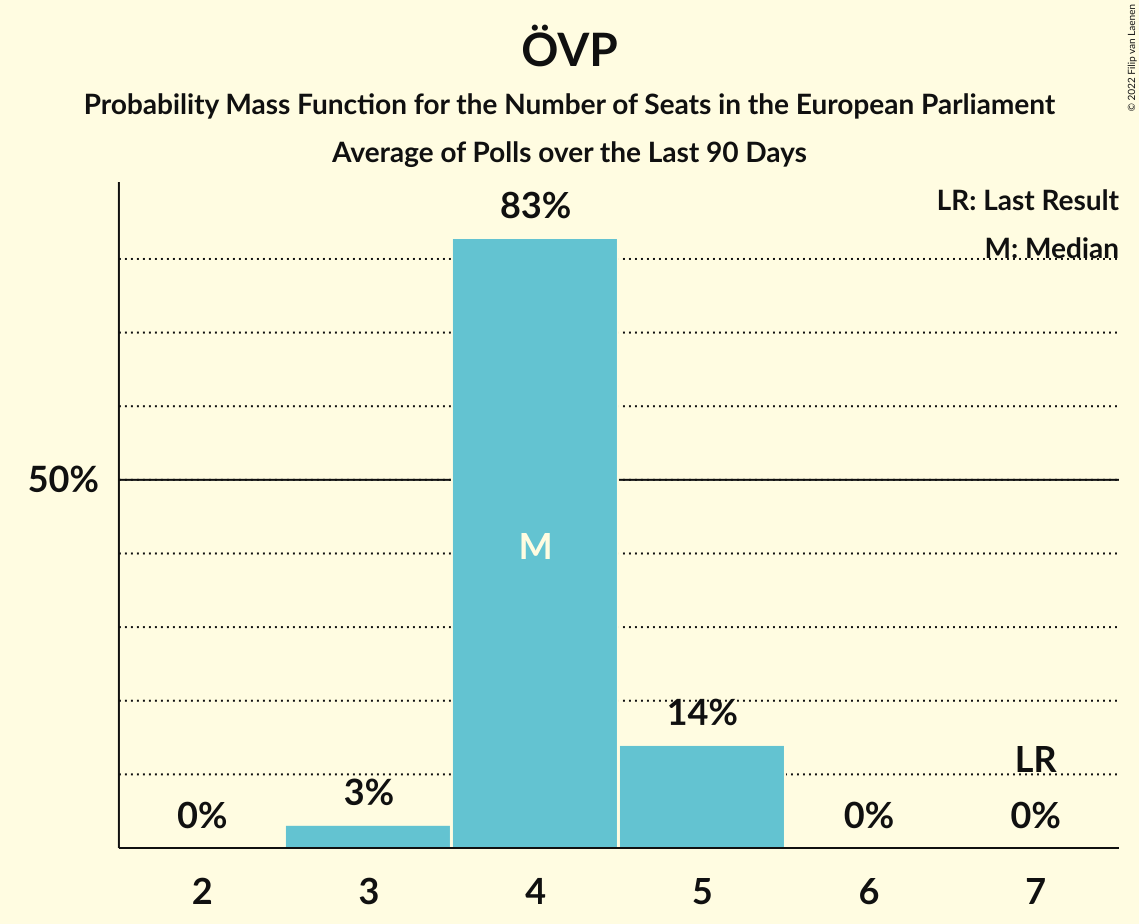 ÖVP
Probability Mass Function for the Number of Seats in the European Parliament
Average of Polls over the Last 90 Days
© 2022 Filip van Laenen
LR: Last Result
M: Median
83%
50%
M
14%
LR
3%
0%
0%
0%
2 3 4 5 6 7